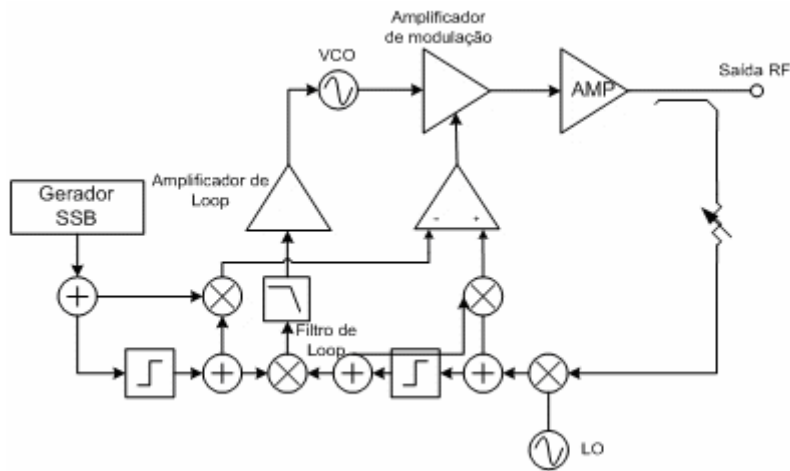 Amplificador
de modulação
VCO
Saída RF
AMP
Amplificador de
Loop
Gerador
SSB
- +
Filtro de
Loop
LO